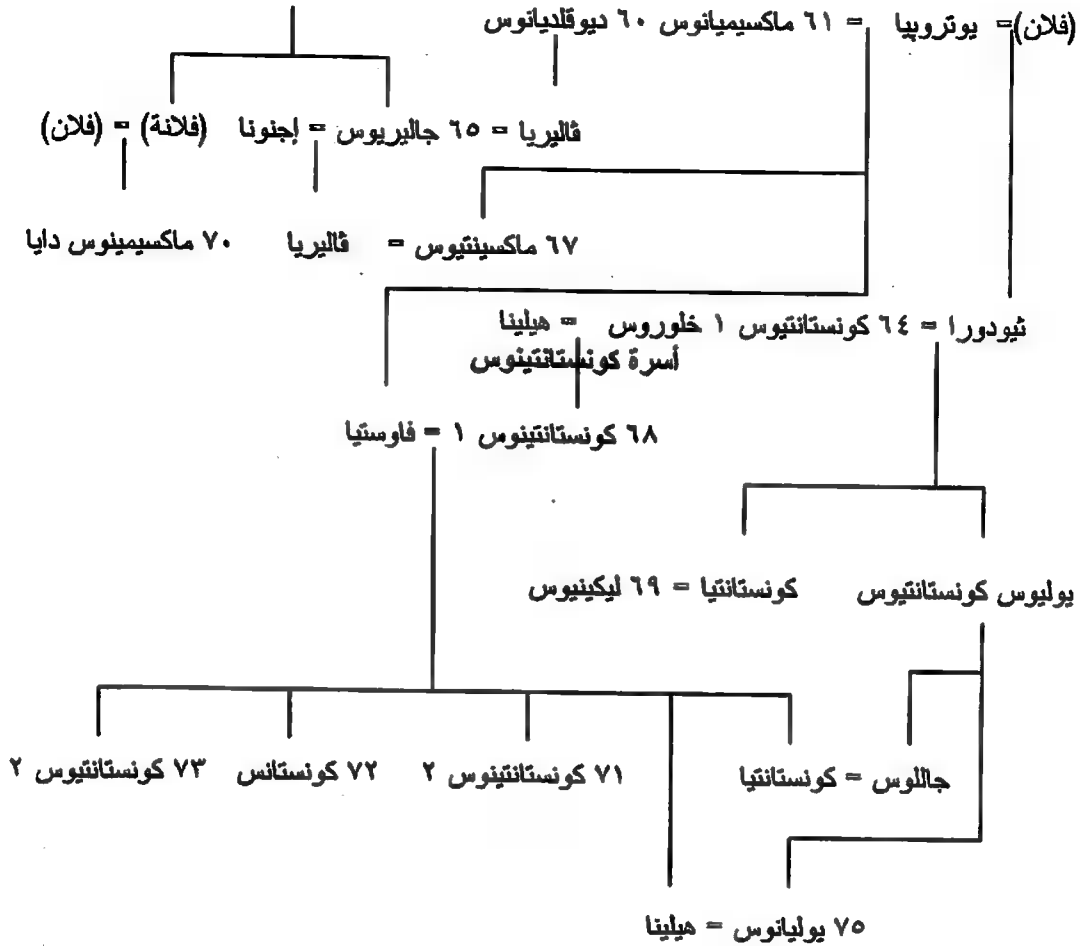 (فلان)= يوتروپيا = ٦١ ماكسيميانوس ٦٠ ديوقلديانوس
ڤاليريا = ٦٥ جاليريوس = إجنونا (فلانة) = (فلان)
٦٧ ماكسينتيوس = ڤاليريا ٧٠ ماكسيمينوس دايا
ثيودورا = ٦٤ كونستانتيوس ١ خلوروس = هيلينا
أسرة كونستانتينوس
٦٨ كونستانتينوس ١ = فاوستيا
يوليوس كونستانتيوس كونستانتيا = ٦٩ ليكينيوس
جاللوس = كونستانتيا ٧١ كونستانتينوس ٢ ٧٢ كونستانس ٧٣ كونستانتيوس ٢
٧٥ يوليانوس = هيلينا